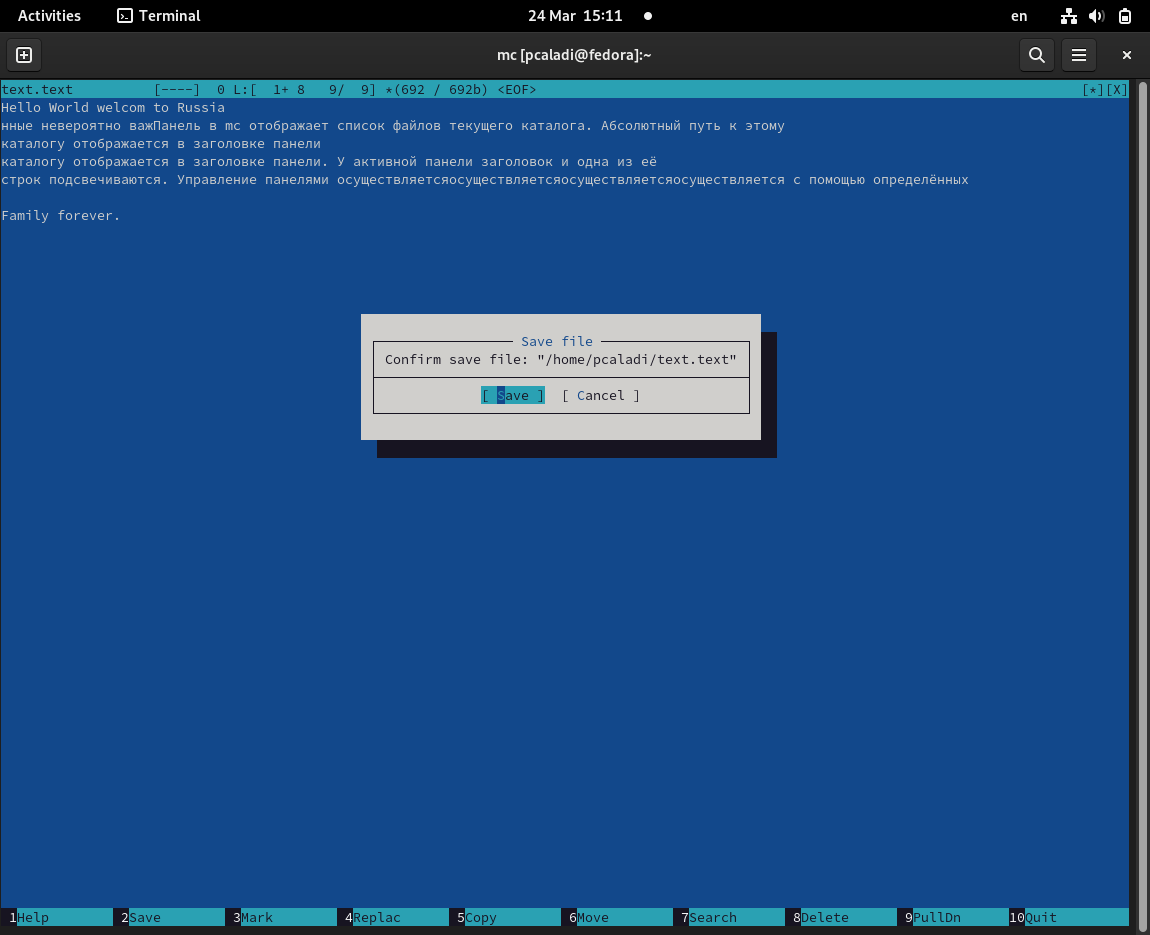 Activities Terminal 24 Mar 15:11 en
mc [pcaladi@fedora]:~
text.text [----] 0 L:[ 1+ 8 9/ 9] *(692 / 692b) <EOF> [*][X]
Hello World welcom to Russia
нные невероятно важПанель в mc отображает список файлов текущего каталога. Абсолютный путь к этому
каталогу отображается в заголовке панели
каталогу отображается в заголовке панели. У активной панели заголовок и одна из её
строк подсвечиваются. Управление панелями осуществляетсяосуществляетсяосуществляетсяосуществляется с помощью определённых
Family forever.
Save file
Confirm save file: "/home/pcaladi/text.text"
[ Save ] [ Cancel ]
1Help 2Save 3Mark 4Replac 5Copy 6Move 7Search 8Delete 9PullDn 10Quit